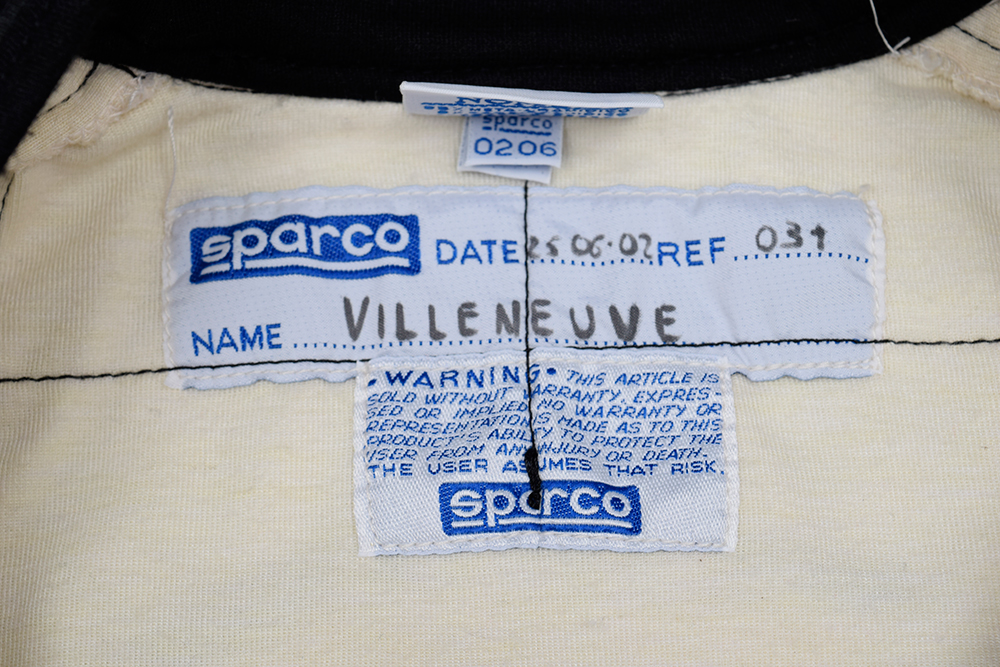 sparco
0206
sparco DATE 25 06·02 REF 031
NAME VILLENEUVE
•WARNING• THIS ARTICLE IS
SOLD WITHOUT WARRANTY, EXPRES-
SED OR IMPLIED NO WARRANTY OR
REPRESENTATION IS MADE AS TO THIS
PRODUCT'S ABILITY TO PROTECT THE
USER FROM ANY INJURY OR DEATH.
THE USER ASSUMES THAT RISK.
sparco